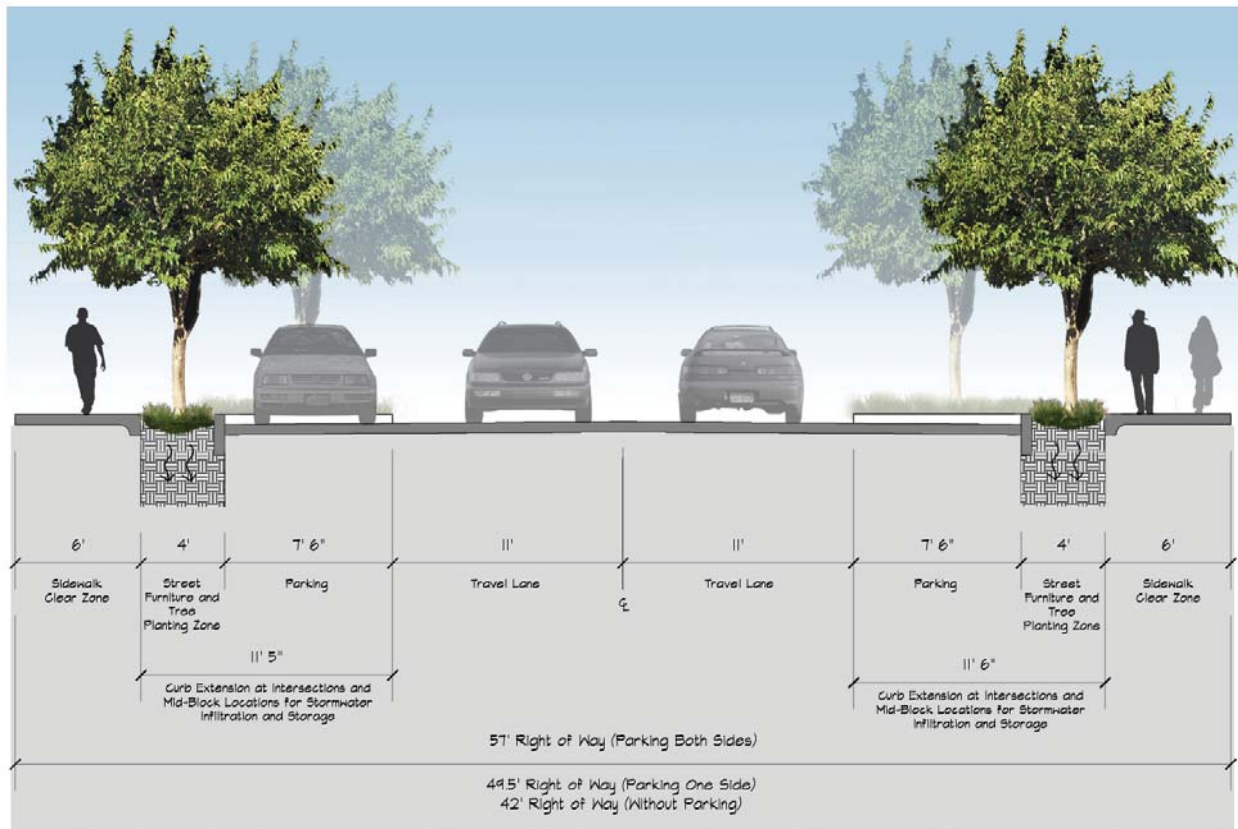 6'
4'
7' 6"
11'
11'
7' 6"
4'
6'
Sidewalk
Clear Zone
Street
Furniture and
Tree
Planting Zone
Parking
Travel Lane
℄
Travel Lane
Parking
Street
Furniture and
Tree
Planting Zone
Sidewalk
Clear Zone
11' 5"
Curb Extension at Intersections and
Mid-Block Locations for Stormwater
Infiltration and Storage
11' 6"
Curb Extension at Intersections and
Mid-Block Locations for Stormwater
Infiltration and Storage
57' Right of Way (Parking Both Sides)
49.5' Right of Way (Parking One Side)
42' Right of Way (Without Parking)